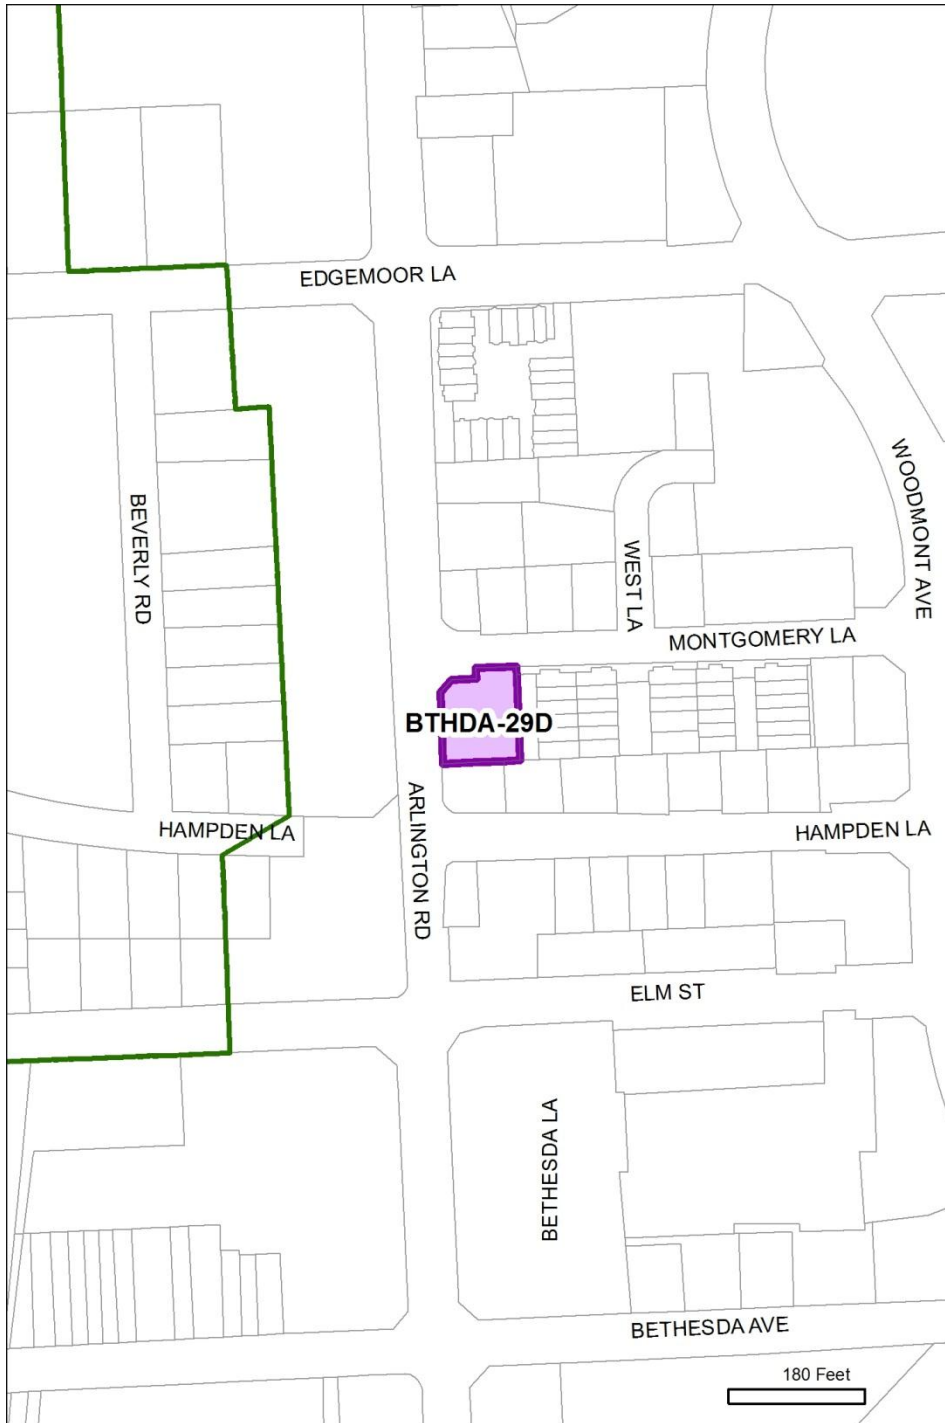 EDGEMOOR LA
WOODMONT AVE
BEVERLY RD
WEST LA
MONTGOMERY LA
BTHDA-29D
ARLINGTON RD
HAMPDEN LA
HAMPDEN LA
ELM ST
BETHESDA LA
BETHESDA AVE
180 Feet